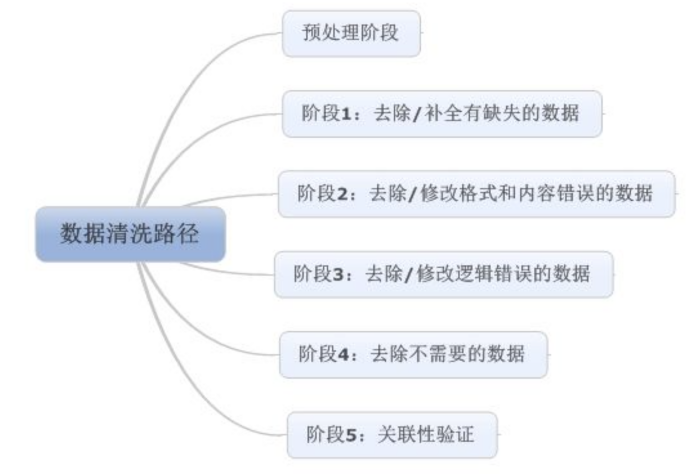 预处理阶段
阶段1：去除/补全有缺失的数据
阶段2：去除/修改格式和内容错误的数据
数据清洗路径
阶段3：去除/修改逻辑错误的数据
阶段4：去除不需要的数据
阶段5：关联性验证